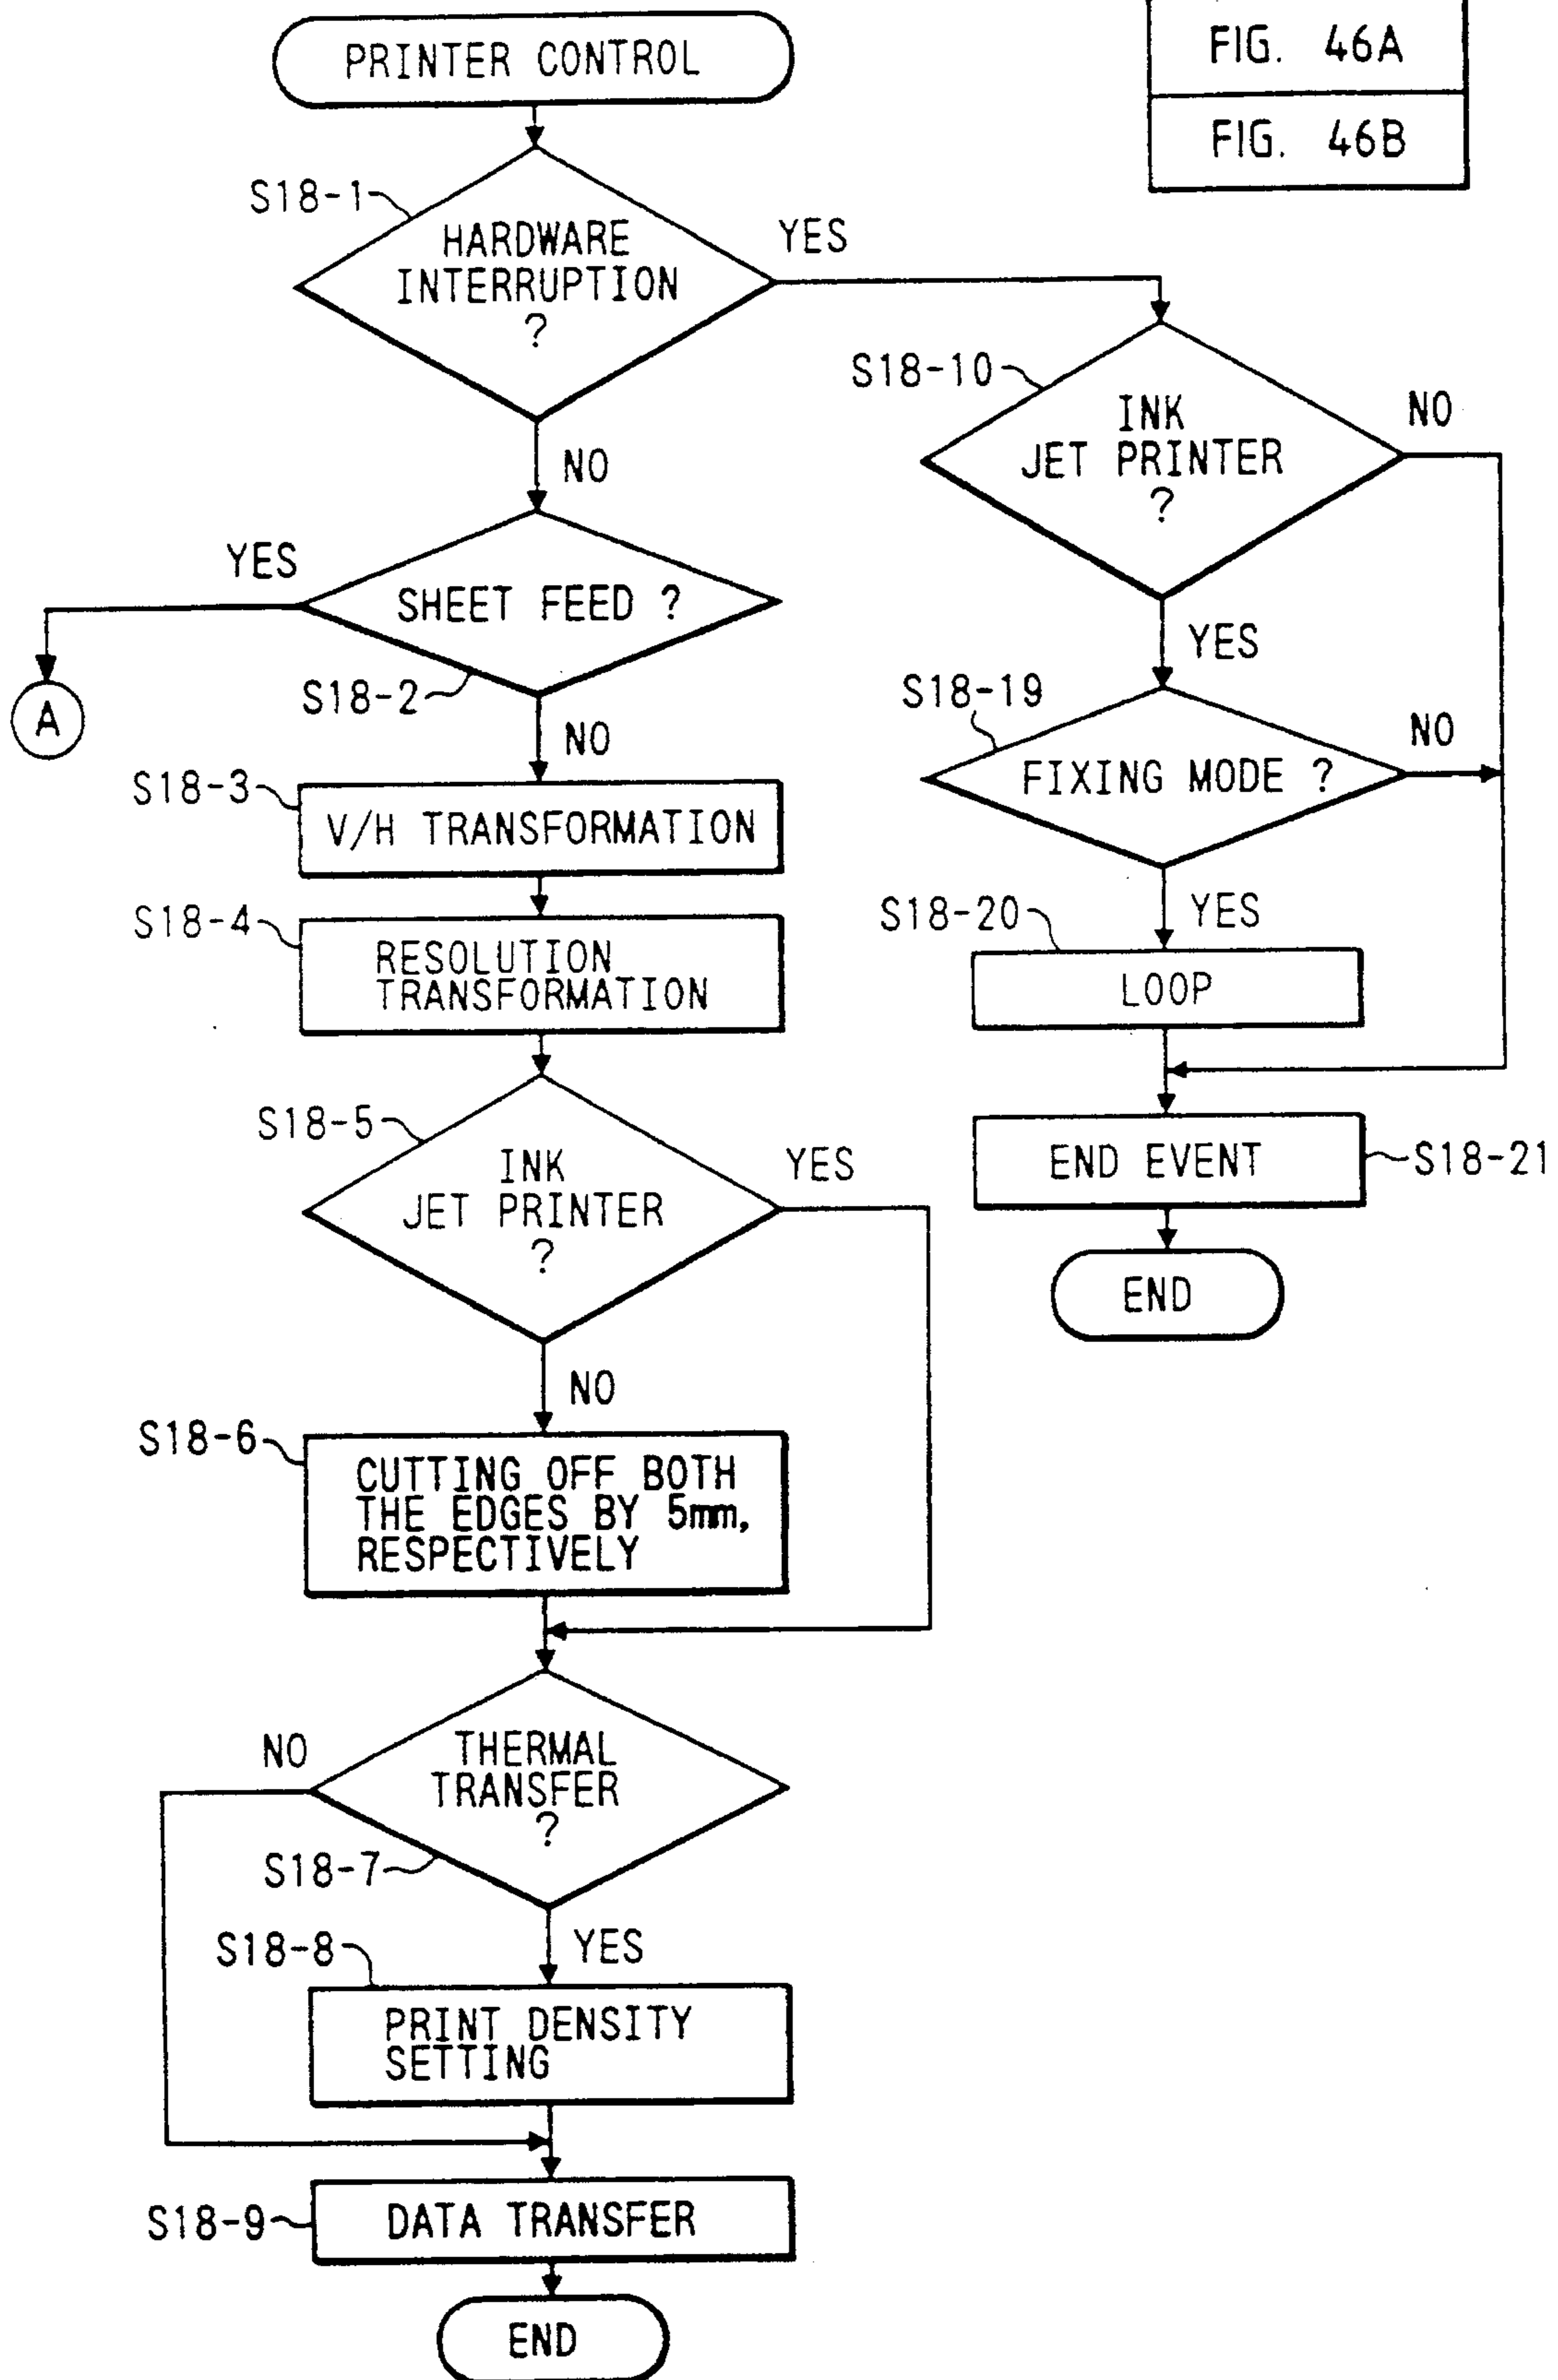 FIG. 46A
FIG. 46B
PRINTER CONTROL
S18-1
HARDWARE
INTERRUPTION
?
YES
NO
S18-10
INK
JET PRINTER
?
NO
YES
YES
SHEET FEED ?
S18-2
A
NO
S18-19
FIXING MODE ?
NO
YES
S18-3
V/H TRANSFORMATION
S18-4
RESOLUTION
TRANSFORMATION
S18-20
LOOP
S18-5
INK
JET PRINTER
?
YES
NO
END EVENT
S18-21
END
S18-6
CUTTING OFF BOTH
THE EDGES BY 5mm,
RESPECTIVELY
NO
THERMAL
TRANSFER
?
S18-7
YES
S18-8
PRINT DENSITY
SETTING
S18-9
DATA TRANSFER
END